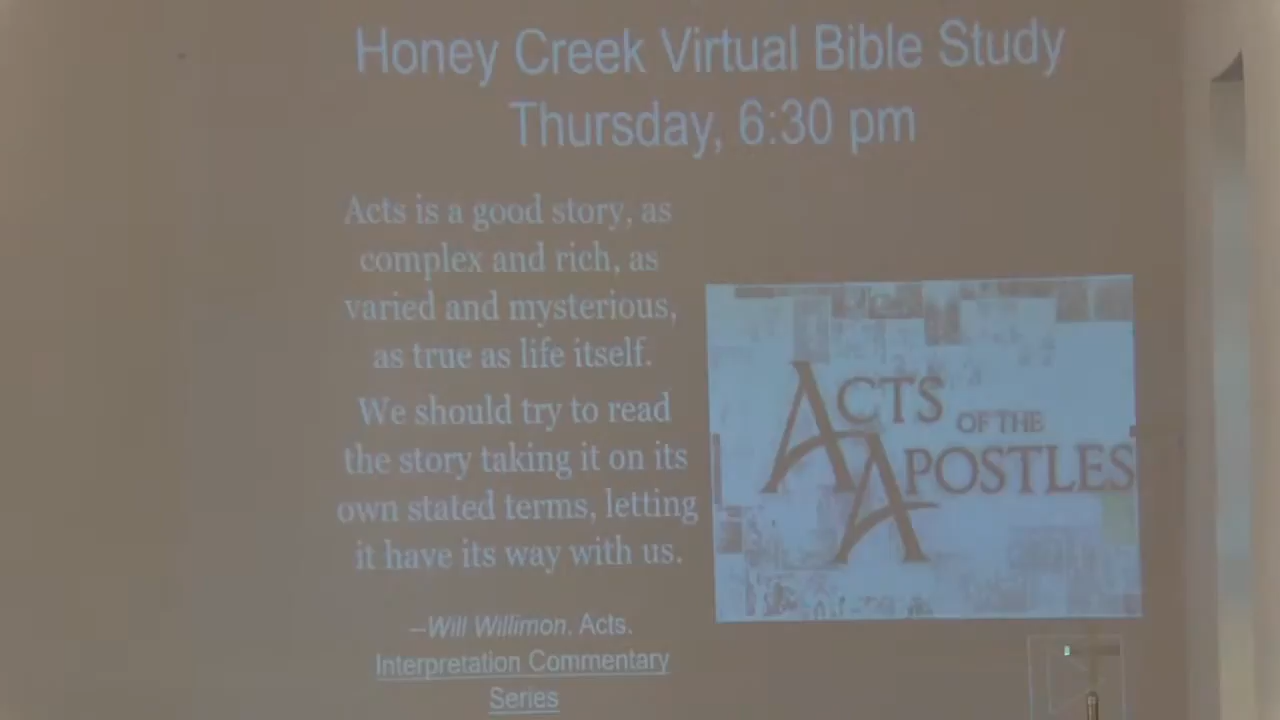 Honey Creek Virtual Bible Study
Thursday, 6:30 pm
Acts is a good story, as
complex and rich, as
varied and mysterious,
as true as life itself.
We should try to read
the story taking it on its
own stated terms, letting
it have its way with us.
–Will Willimon. Acts.
Interpretation Commentary
Series
ACTS OF THE
APOSTLES